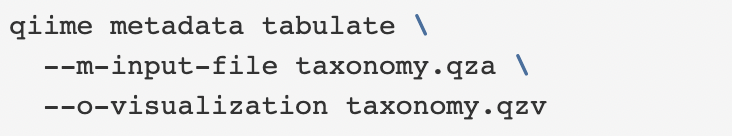 qiime metadata tabulate \
  --m-input-file taxonomy.qza \
  --o-visualization taxonomy.qzv